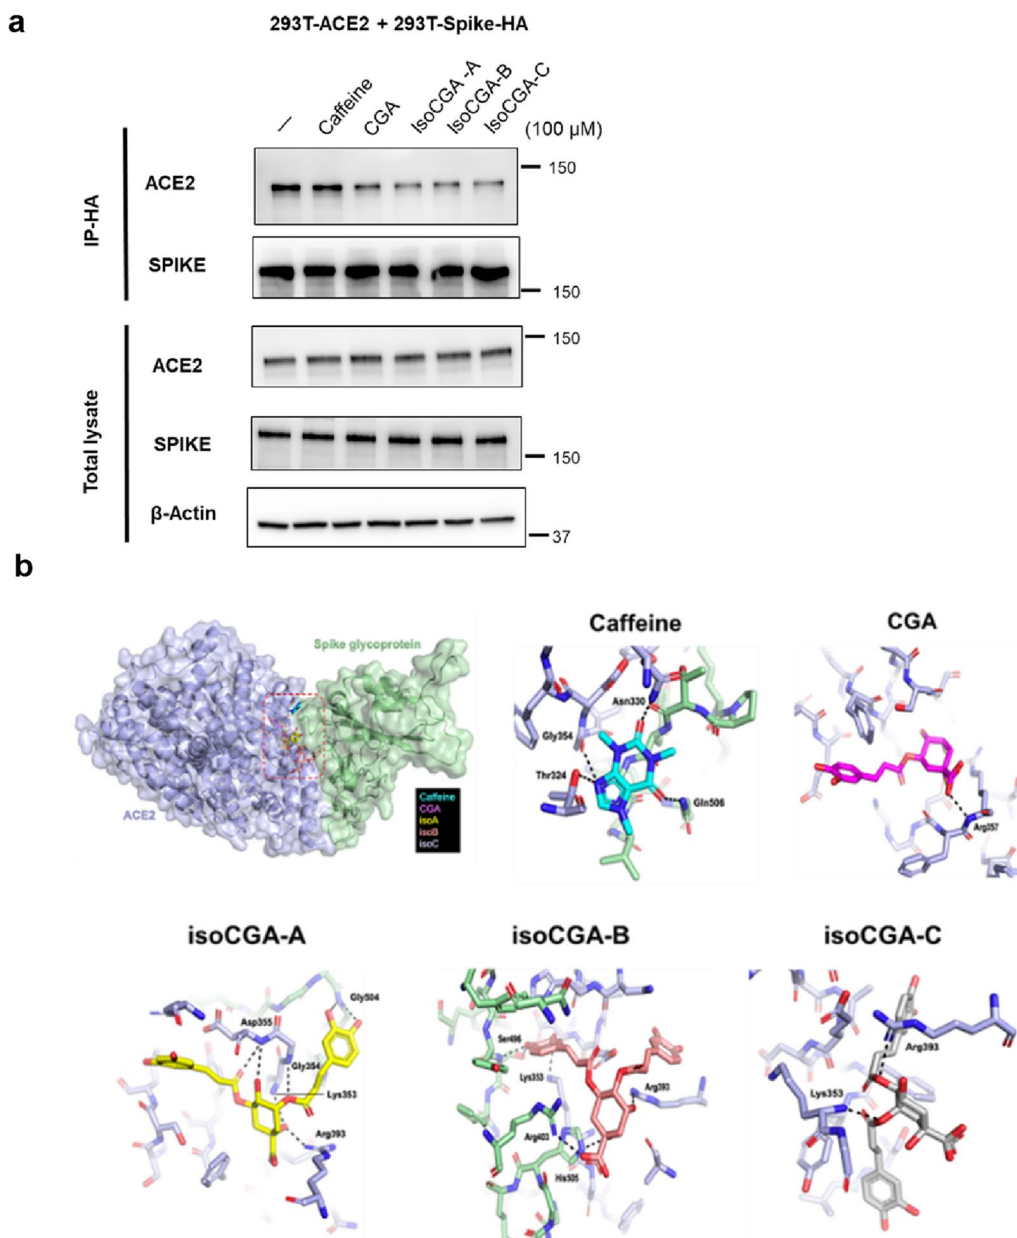 a
293T-ACE2 + 293T-Spike-HA
— Caffeine CGA IsoCGA -A IsoCGA-B IsoCGA-C (100 μM)
IP-HA
ACE2
150
SPIKE
150
Total lysate
ACE2
150
SPIKE
150
β-Actin
37
b
Spike glycoprotein
ACE2
Caffeine
CGA
isoA
isoB
isoC
Caffeine
Asn330
Gly354
Thr324
Gln506
CGA
Arg357
isoCGA-A
Gly504
Asp355
Gly354
Lys353
Arg393
isoCGA-B
Ser496
Lys353
Arg393
Arg403
His505
isoCGA-C
Arg393
Lys353